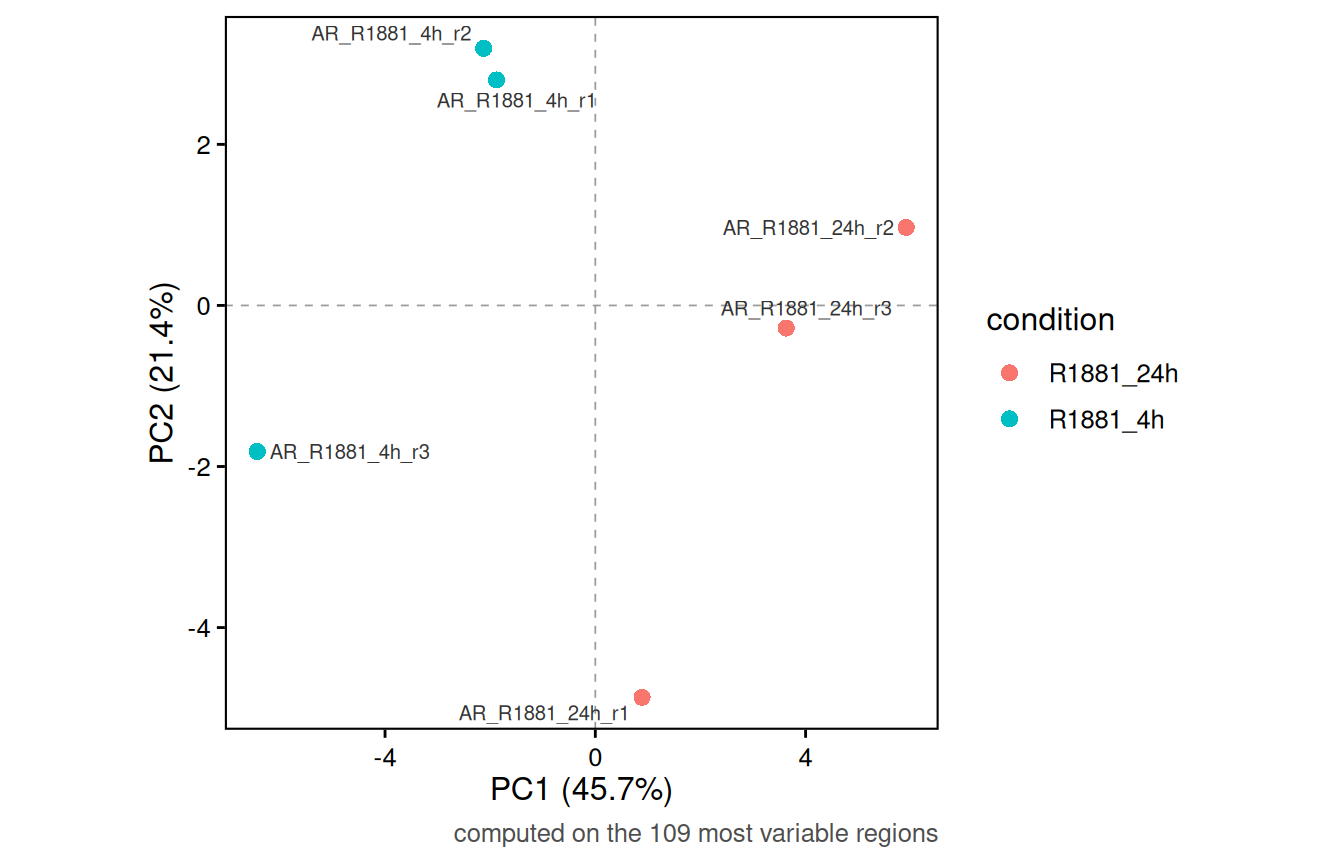 AR_R1881_4h_r2
AR_R1881_4h_r1
2
AR_R1881_24h_r2
0
AR_R1881_24h_r3
condition
R1881_24h
R1881_4h
PC2 (21.4%)
AR_R1881_4h_r3
-2
-4
AR_R1881_24h_r1
-4
0
4
PC1 (45.7%)
computed on the 109 most variable regions